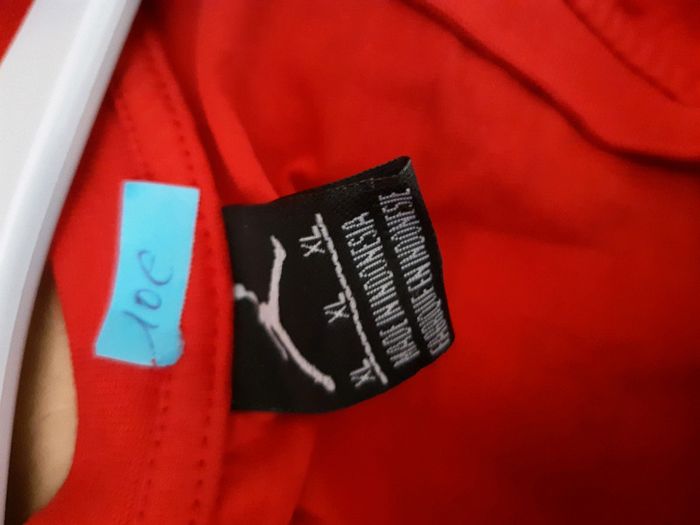 10€
XL XL XL
MADE IN INDONESIA
FABRIQUÉ EN INDONÉSIE